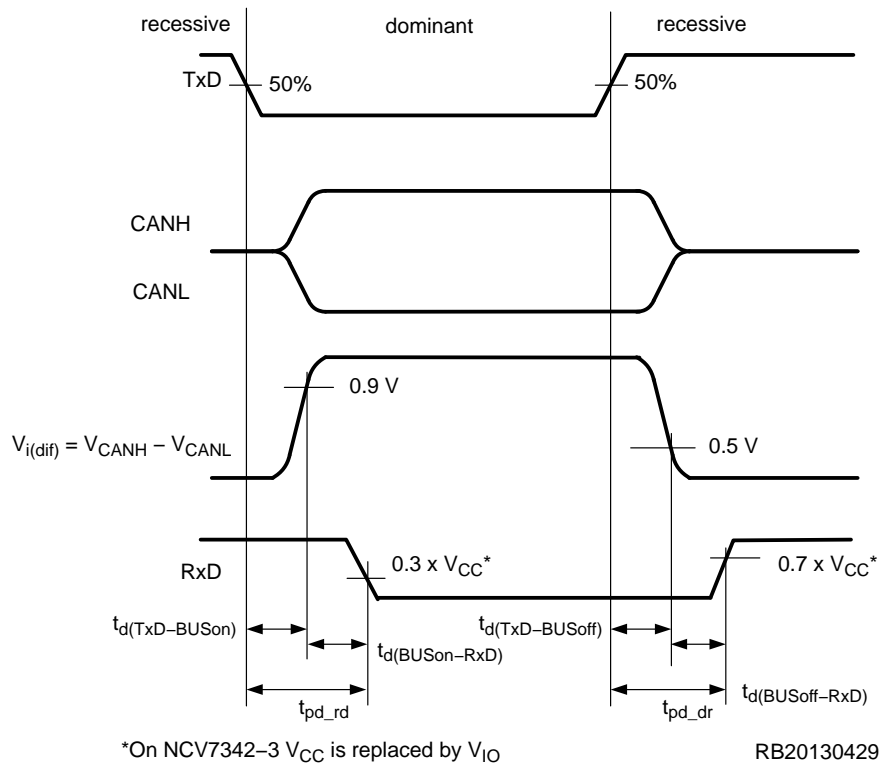 recessive dominant recessive
TxD 50% 50%
CANH
CANL
0.9 V
Vi(dif) = VCANH − VCANL 0.5 V
RxD 0.3 x VCC* 0.7 x VCC*
td(TxD−BUSon) td(TxD−BUSoff)
td(BUSon−RxD)
tpd_rd tpd_dr td(BUSoff−RxD)
*On NCV7342−3 VCC is replaced by VIO RB20130429